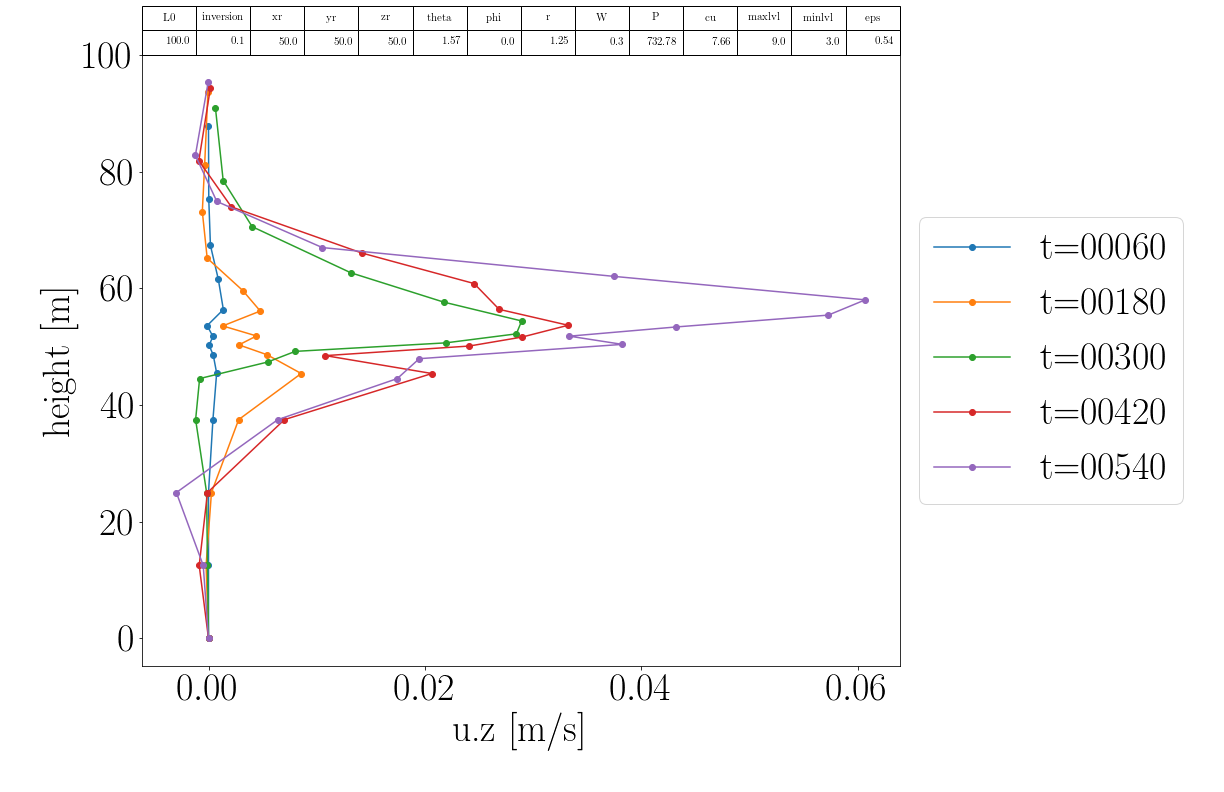 L0 inversion xr yr zr theta phi r W P cu maxlvl minlvl eps
100.0 0.1 50.0 50.0 50.0 1.57 0.0 1.25 0.3 732.78 7.66 9.0 3.0 0.54
100
80
60
40
20
0
height [m]
0.00 0.02 0.04 0.06
u.z [m/s]
t=00060
t=00180
t=00300
t=00420
t=00540